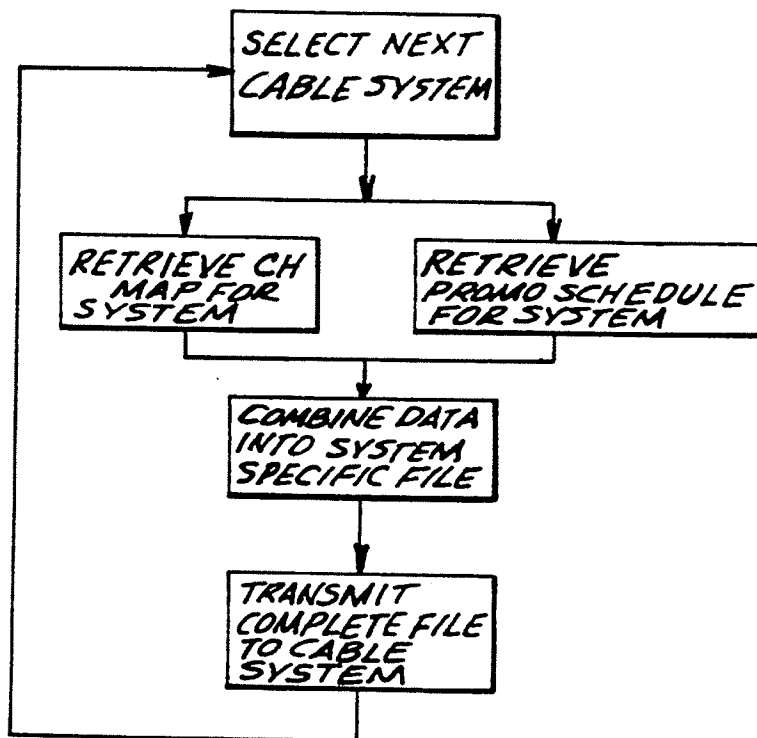 SELECT NEXT
CABLE SYSTEM
RETRIEVE CH
MAP FOR
SYSTEM
RETRIEVE
PROMO SCHEDULE
FOR SYSTEM
COMBINE DATA
INTO SYSTEM
SPECIFIC FILE
TRANSMIT
COMPLETE FILE
TO CABLE
SYSTEM